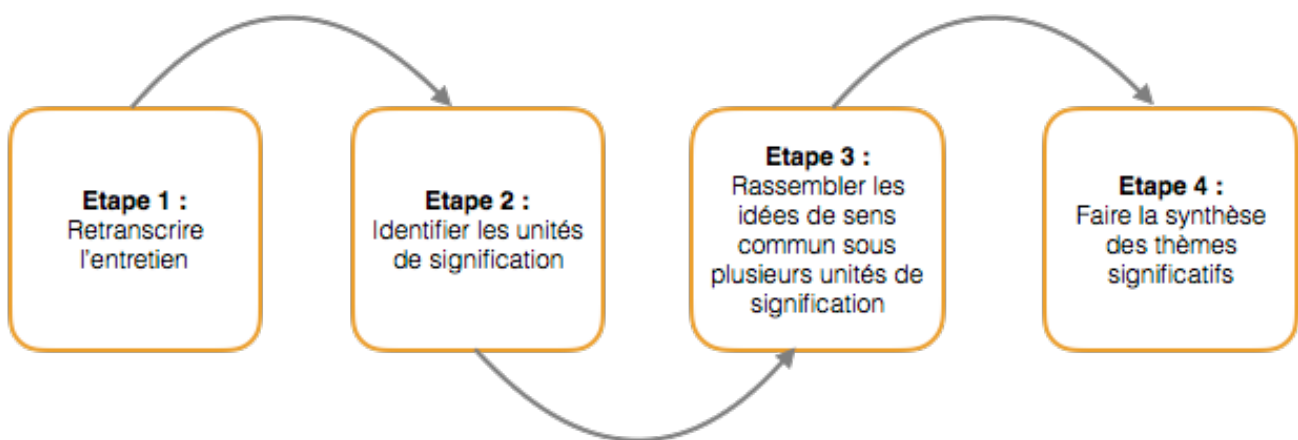 Etape 1 :
Retranscrire
l'entretien
Etape 2 :
Identifier les unités
de signification
Etape 3 :
Rassembler les
idées de sens
commun sous
plusieurs unités de
signification
Etape 4 :
Faire la synthèse
des thèmes
significatifs